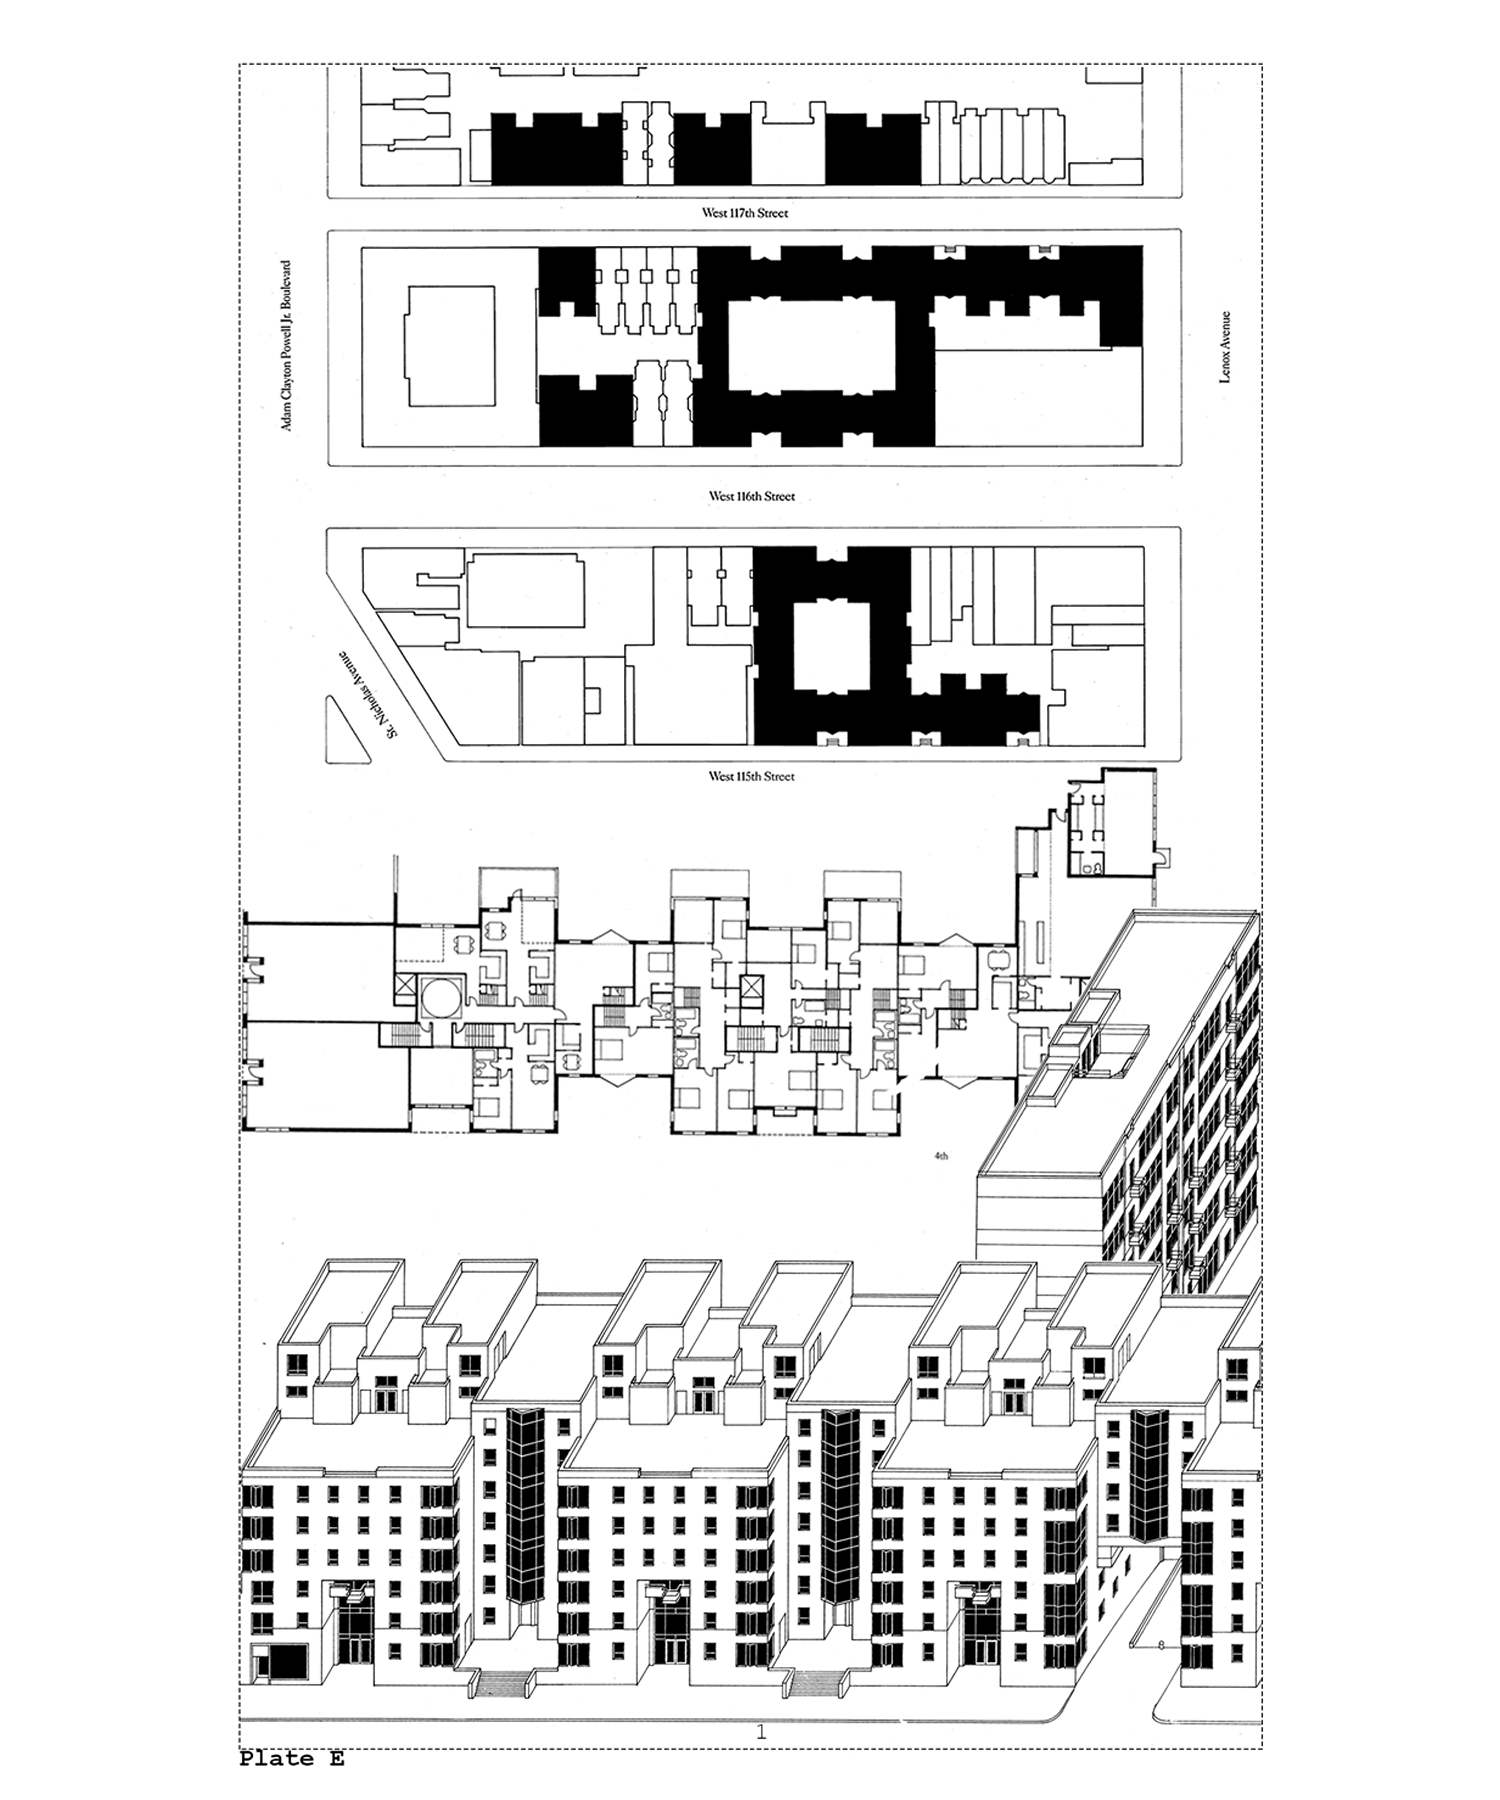 West 117th Street
Adam Clayton Powell Jr. Boulevard
Lenox Avenue
West 116th Street
St. Nicholas Avenue
West 115th Street
4th
8
1
Plate E